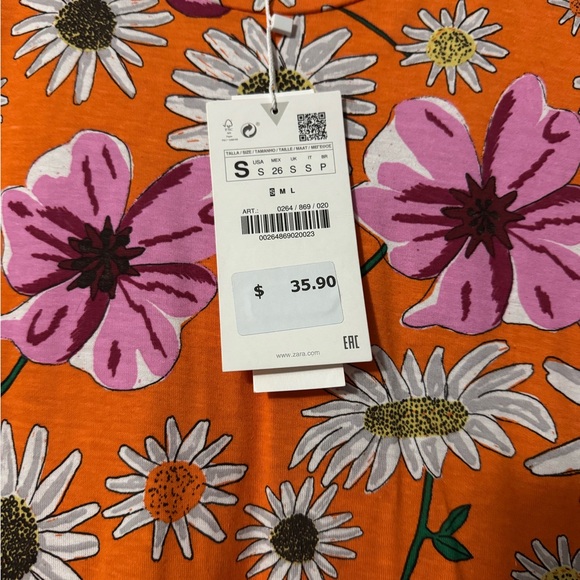 TALLA / SIZE / TAMANHO / TAILLE / MAAT / ΜΕΓΕΘΟΣ
S USA MEX UK IT BR
S 26 S S P
S M L
ART.: 0264 / 869 / 020
00264869020023
$ 35.90
www.zara.com
EAC